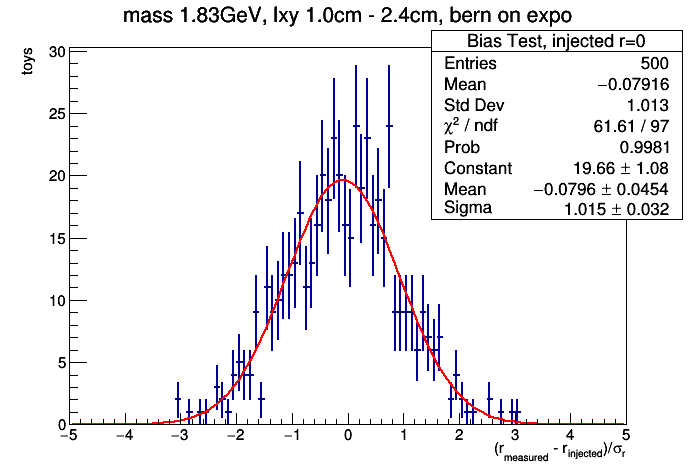 mass 1.83GeV, lxy 1.0cm - 2.4cm, bern on expo
Bias Test, injected r=0
Entries 500
Mean −0.07916
Std Dev 1.013
χ² / ndf 61.61 / 97
Prob 0.9981
Constant 19.66 ± 1.08
Mean −0.0796 ± 0.0454
Sigma 1.015 ± 0.032
toys
30
25
20
15
10
5
0
−5 −4 −3 −2 −1 0 1 2 3 4 5
(r_measured - r_injected)/σ_r